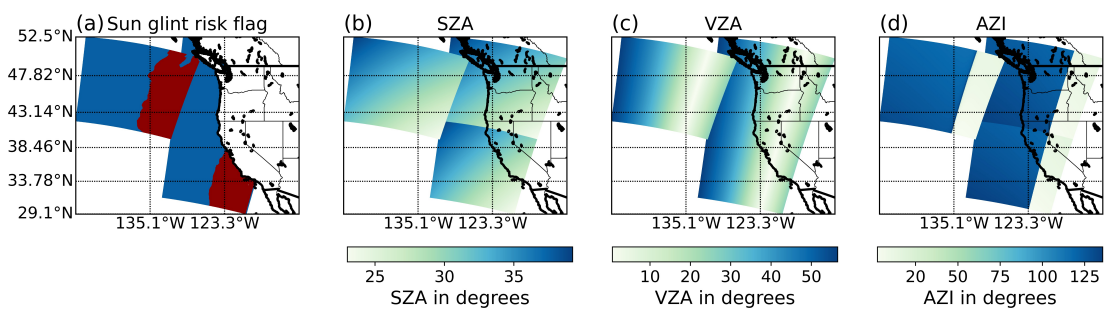 (a) Sun glint risk flag
(b) SZA
(c) VZA
(d) AZI
52.5°N
47.82°N
43.14°N
38.46°N
33.78°N
29.1°N
135.1°W 123.3°W
135.1°W 123.3°W
135.1°W 123.3°W
135.1°W 123.3°W
25 30 35
10 20 30 40 50
25 50 75 100 125
SZA in degrees
VZA in degrees
AZI in degrees